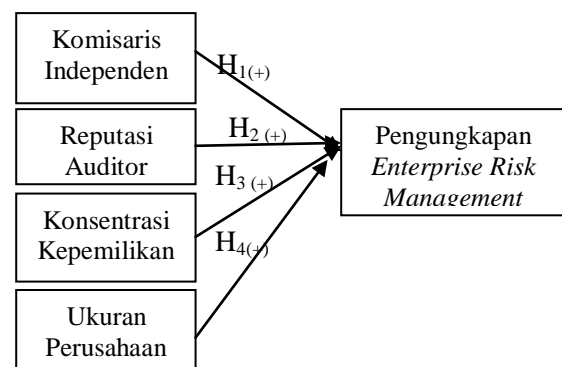 Komisaris
Independen
H1(+)
Reputasi
Auditor
H2 (+)
Pengungkapan
Enterprise Risk
Management
H3 (+)
Konsentrasi
Kepemilikan
H4(+)
Ukuran
Perusahaan